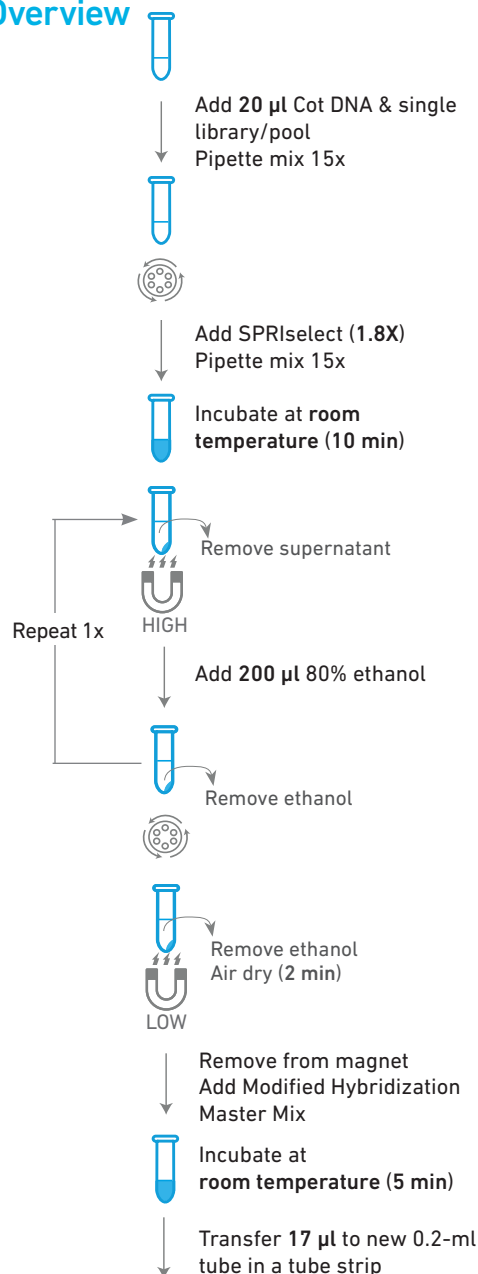 Overview
Add 20 µl Cot DNA & single
library/pool
Pipette mix 15x
Add SPRIselect (1.8X)
Pipette mix 15x
Incubate at room
temperature (10 min)
Remove supernatant
HIGH
Repeat 1x
Add 200 µl 80% ethanol
Remove ethanol
Remove ethanol
Air dry (2 min)
LOW
Remove from magnet
Add Modified Hybridization
Master Mix
Incubate at
room temperature (5 min)
Transfer 17 µl to new 0.2-ml
tube in a tube strip